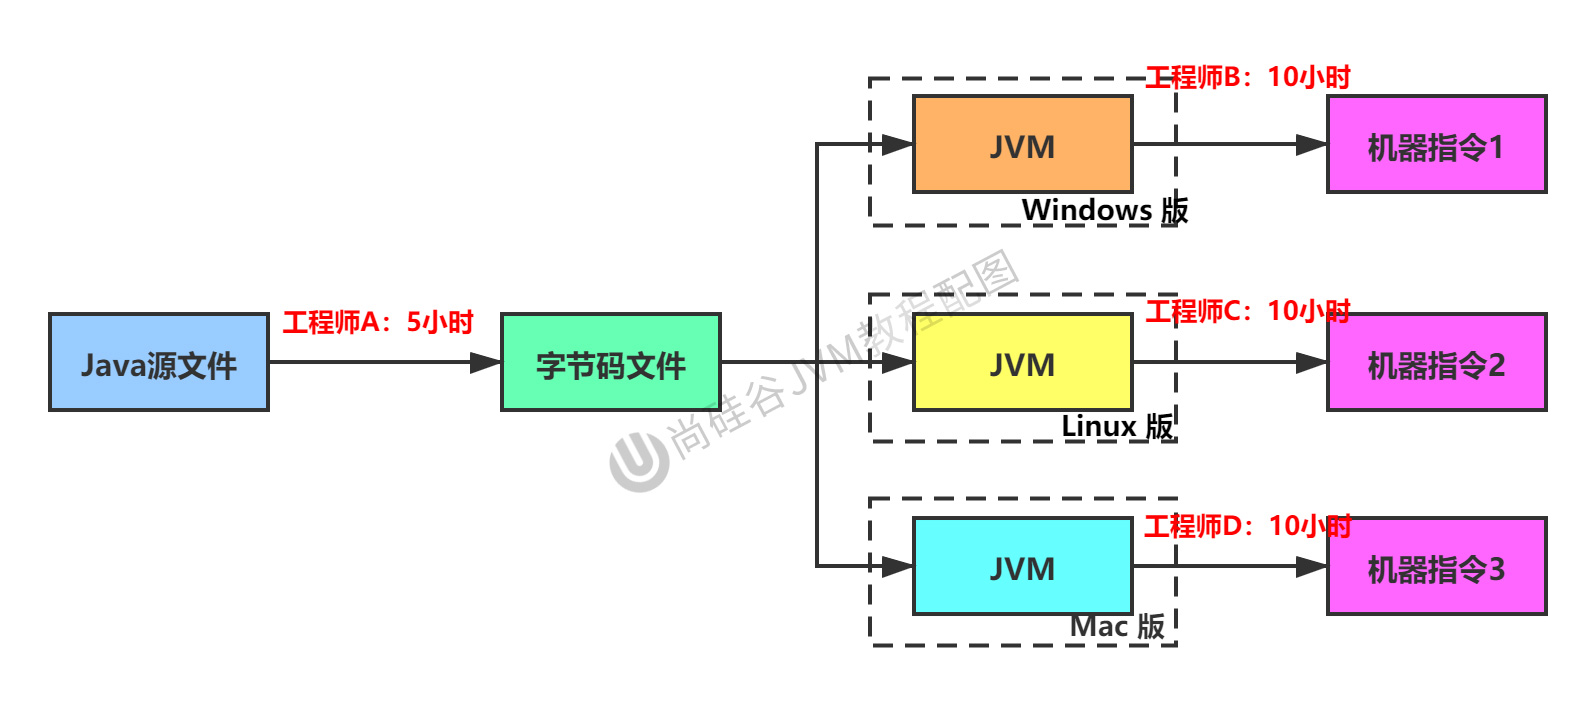 工程师B：10小时
JVM
机器指令1
Windows 版
工程师A：5小时
Java源文件
字节码文件
工程师C：10小时
JVM
机器指令2
Linux 版
尚硅谷JVM教程配图
工程师D：10小时
JVM
机器指令3
Mac 版